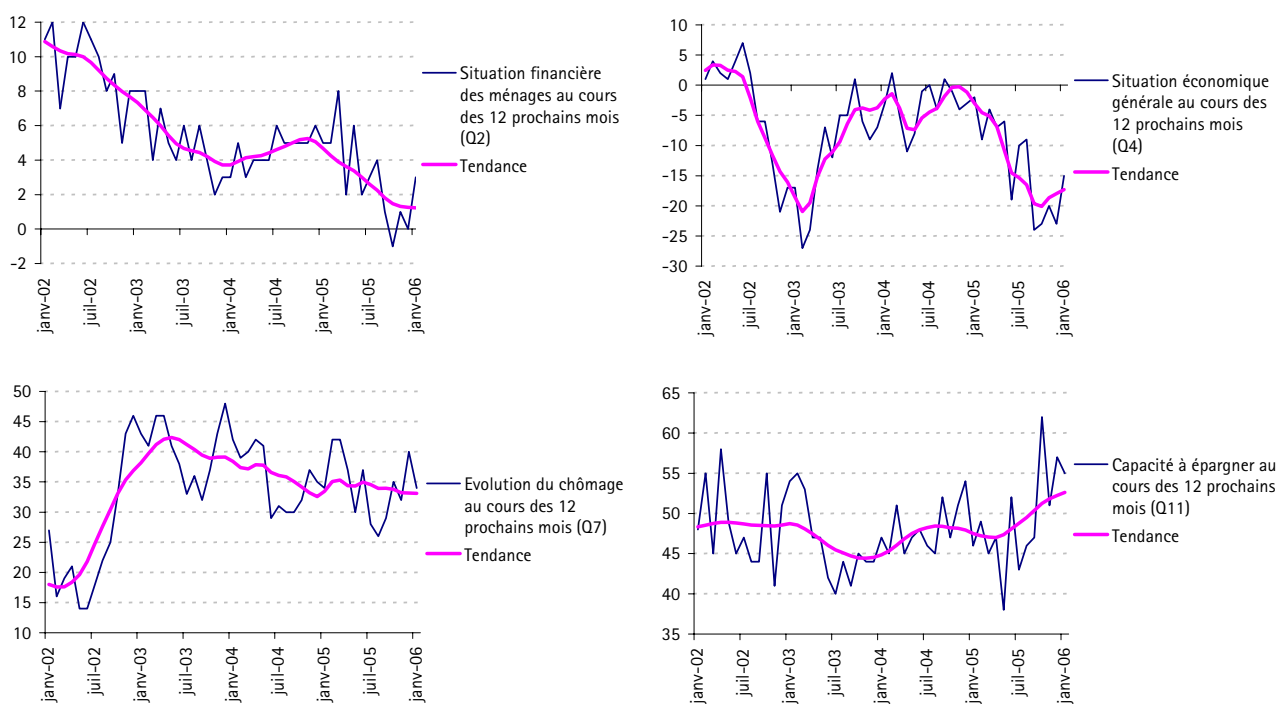 12
10
8
6
4
2
0
-2
janv-02
juil-02
janv-03
juil-03
janv-04
juil-04
janv-05
juil-05
janv-06
Situation financière
des ménages au cours
des 12 prochains mois
(Q2)
Tendance
10
5
0
-5
-10
-15
-20
-25
-30
janv-02
juil-02
janv-03
juil-03
janv-04
juil-04
janv-05
juil-05
janv-06
Situation économique
générale au cours des
12 prochains mois
(Q4)
Tendance
50
45
40
35
30
25
20
15
10
janv-02
juil-02
janv-03
juil-03
janv-04
juil-04
janv-05
juil-05
janv-06
Evolution du chômage
au cours des 12
prochains mois (Q7)
Tendance
65
60
55
50
45
40
35
janv-02
juil-02
janv-03
juil-03
janv-04
juil-04
janv-05
juil-05
janv-06
Capacité à épargner au
cours des 12 prochains
mois (Q11)
Tendance